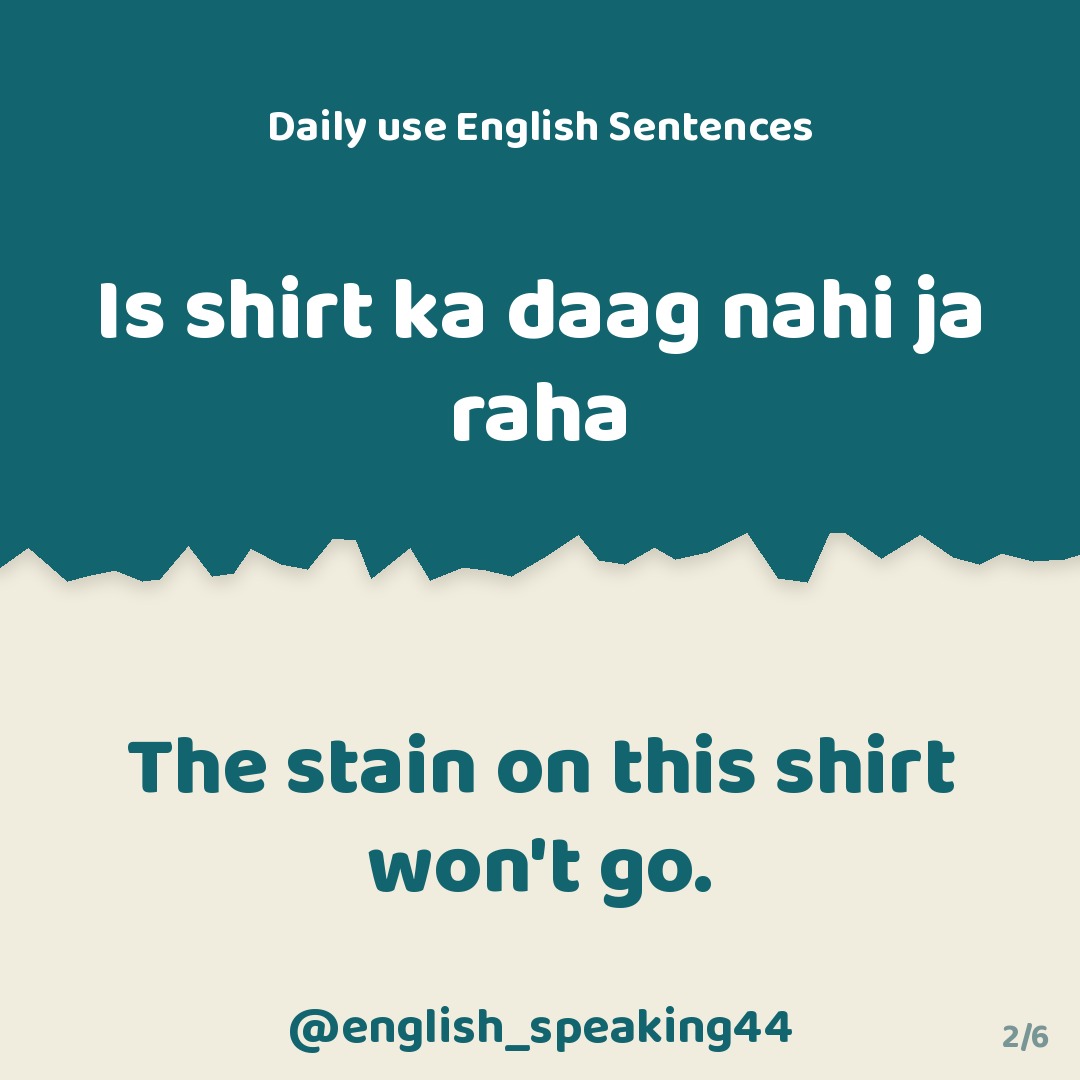 Daily use English Sentences
Is shirt ka daag nahi ja
raha
The stain on this shirt
won't go.
@english_speaking44
2/6